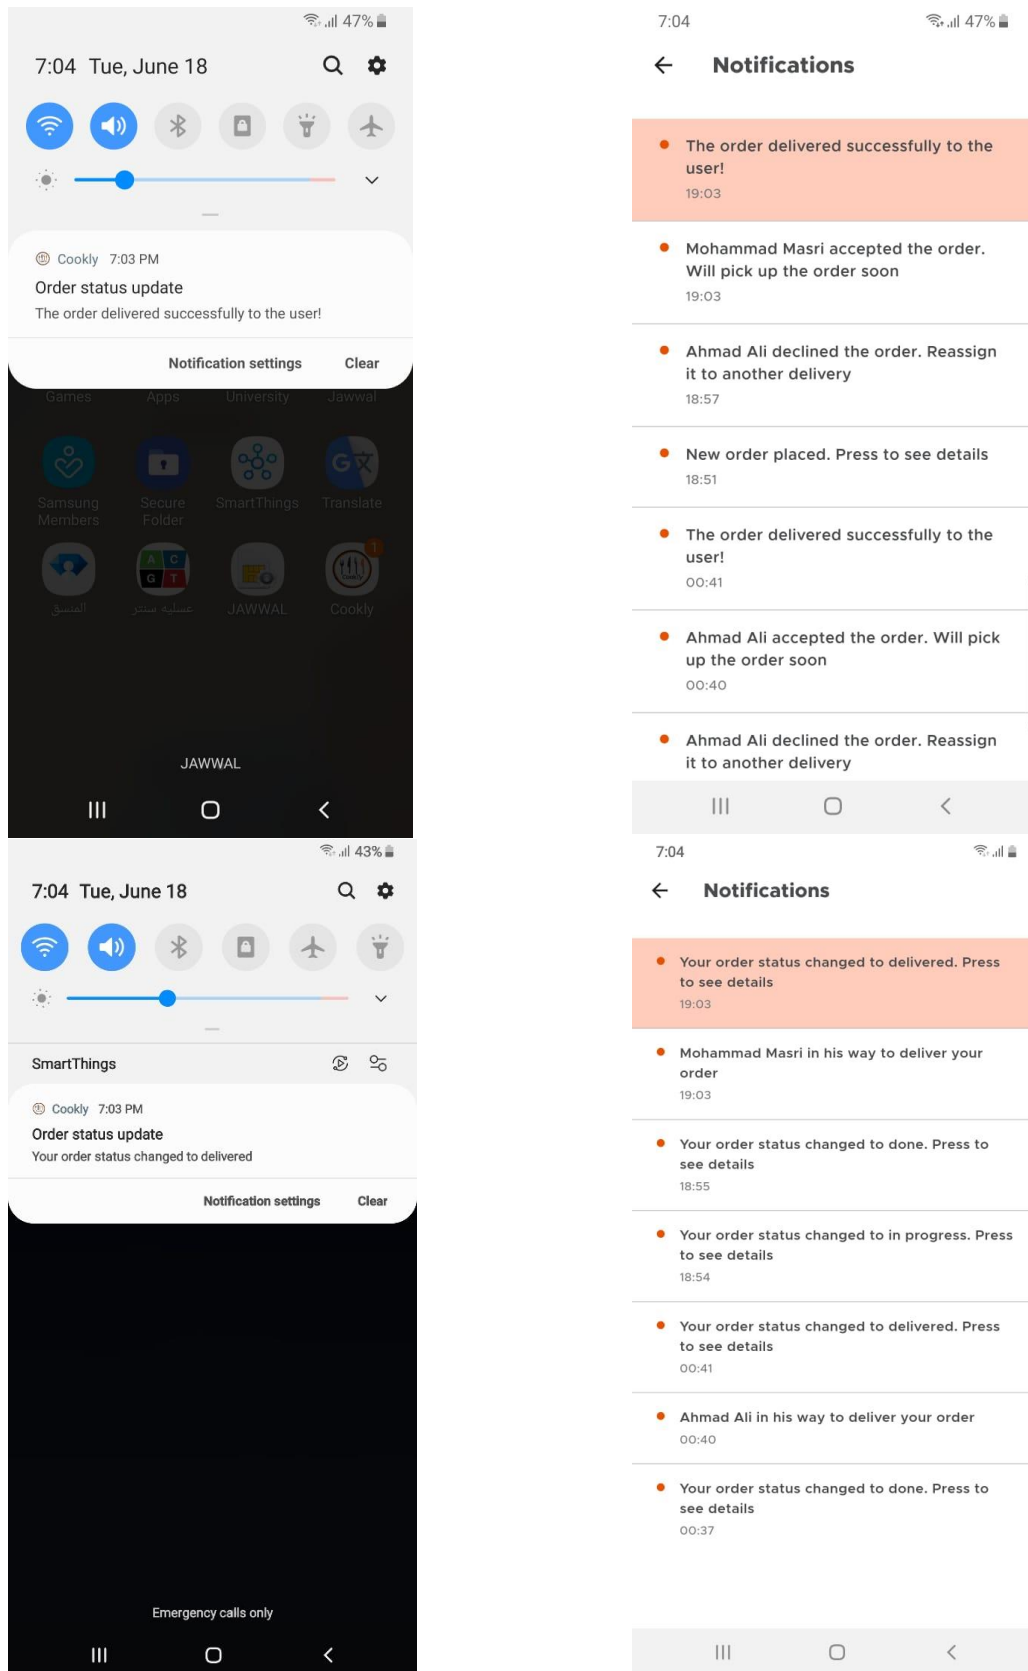 47%
7:04 Tue, June 18
Cookly 7:03 PM
Order status update
The order delivered successfully to the user!
Notification settings Clear
Games Apps University Jawwal
Samsung Members
Secure Folder
SmartThings
Translate
A C
G T
1
Cookly
المنسق
عسليه سنتر
JAWWAL
Cookly
JAWWAL
7:04 47%
Notifications
The order delivered successfully to the
user!
19:03
Mohammad Masri accepted the order.
Will pick up the order soon
19:03
Ahmad Ali declined the order. Reassign
it to another delivery
18:57
New order placed. Press to see details
18:51
The order delivered successfully to the
user!
00:41
Ahmad Ali accepted the order. Will pick
up the order soon
00:40
Ahmad Ali declined the order. Reassign
it to another delivery
43%
7:04 Tue, June 18
SmartThings
Cookly 7:03 PM
Order status update
Your order status changed to delivered
Notification settings Clear
Emergency calls only
7:04
Notifications
Your order status changed to delivered. Press
to see details
19:03
Mohammad Masri in his way to deliver your
order
19:03
Your order status changed to done. Press to
see details
18:55
Your order status changed to in progress. Press
to see details
18:54
Your order status changed to delivered. Press
to see details
00:41
Ahmad Ali in his way to deliver your order
00:40
Your order status changed to done. Press to
see details
00:37